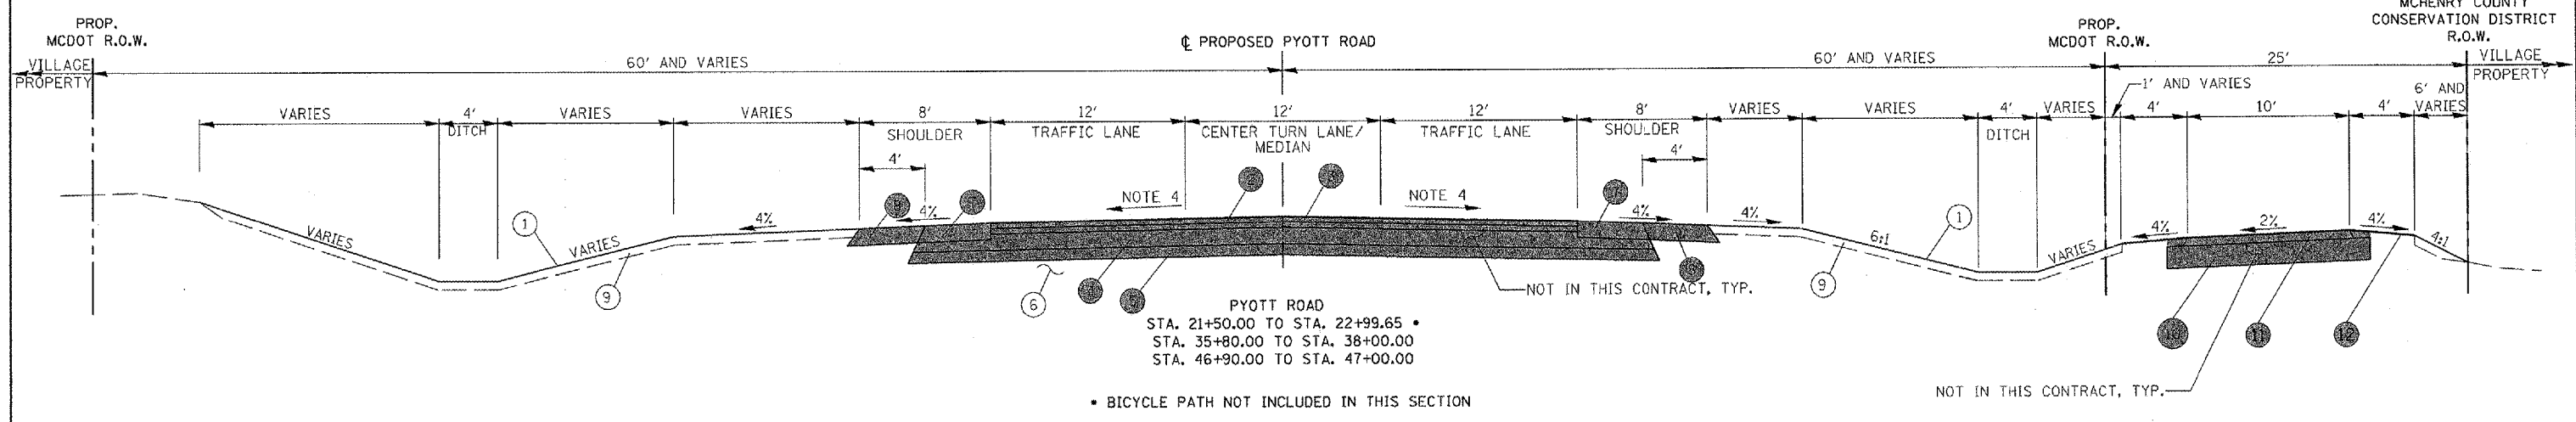 PROP.
MCDOT R.O.W.
℄ PROPOSED PYOTT ROAD
PROP.
MCDOT R.O.W.
MCHENRY COUNTY
CONSERVATION DISTRICT
R.O.W.
VILLAGE
PROPERTY
60' AND VARIES
60' AND VARIES
25'
VILLAGE
PROPERTY
1' AND VARIES
VARIES
4'
DITCH
VARIES
VARIES
8'
SHOULDER
4'
12'
TRAFFIC LANE
12'
CENTER TURN LANE/
MEDIAN
12'
TRAFFIC LANE
8'
SHOULDER
4'
VARIES
VARIES
4'
DITCH
VARIES
4'
10'
4'
6' AND
VARIES
NOTE 4
2
NOTE 4
VARIES
1
VARIES
9
4%
4%
4%
4%
6:1
1
9
VARIES
4%
2%
4%
4:1
6
4
5
NOT IN THIS CONTRACT, TYP.
10
11
12
PYOTT ROAD
STA. 21+50.00 TO STA. 22+99.65 *
STA. 35+80.00 TO STA. 38+00.00
STA. 46+90.00 TO STA. 47+00.00
NOT IN THIS CONTRACT, TYP.
* BICYCLE PATH NOT INCLUDED IN THIS SECTION